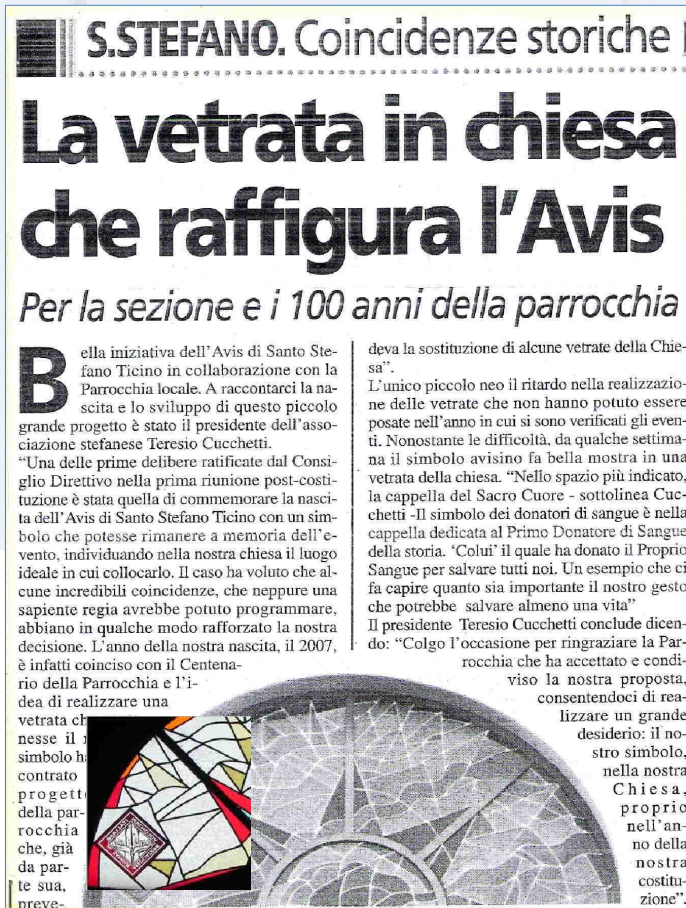 S.STEFANO. Coincidenze storiche
La vetrata in chiesa
che raffigura l'Avis
Per la sezione e i 100 anni della parrocchia
Bella iniziativa dell'Avis di Santo Ste-
fano Ticino in collaborazione con la
Parrocchia locale. A raccontarci la na-
scita e lo sviluppo di questo piccolo
grande progetto è stato il presidente dell'asso-
ciazione stefanese Teresio Cucchetti.
"Una delle prime delibere ratificate dal Consi-
glio Direttivo nella prima riunione post-costi-
tuzione è stata quella di commemorare la nasci-
ta dell'Avis di Santo Stefano Ticino con un sim-
bolo che potesse rimanere a memoria dell'e-
vento, individuando nella nostra chiesa il luogo
ideale in cui collocarlo. Il caso ha voluto che al-
cune incredibili coincidenze, che neppure una
sapiente regia avrebbe potuto programmare,
abbiano in qualche modo rafforzato la nostra
decisione. L'anno della nostra nascita, il 2007,
è infatti coinciso con il Centena-
rio della Parrocchia e l'i-
dea di realizzare una
vetrata
nesse il
simbolo
contrato
progett
della par-
rocchia
che, già
da par-
te sua,
preve-
deva la sostituzione di alcune vetrate della Chie-
sa".
L'unico piccolo neo il ritardo nella realizzazio-
ne delle vetrate che non hanno potuto essere
posate nell'anno in cui si sono verificati gli even-
ti. Nonostante le difficoltà, da qualche settima-
na il simbolo avisino fa bella mostra in una
vetrata della chiesa. "Nello spazio più indicato,
la cappella del Sacro Cuore - sottolinea Cuc-
chetti -Il simbolo dei donatori di sangue è nella
cappella dedicata al Primo Donatore di Sangue
della storia. 'Colui' il quale ha donato il Proprio
Sangue per salvare tutti noi. Un esempio che ci
fa capire quanto sia importante il nostro gesto
che potrebbe salvare almeno una vita"
Il presidente Teresio Cucchetti conclude dicen-
do: "Colgo l'occasione per ringraziare la Par-
rocchia che ha accettato e condi-
viso la nostra proposta,
consentendoci di rea-
lizzare un grande
desiderio: il no-
stro simbolo,
nella nostra
Chiesa,
proprio
nell'an-
no della
nostra
costitu-
zione".